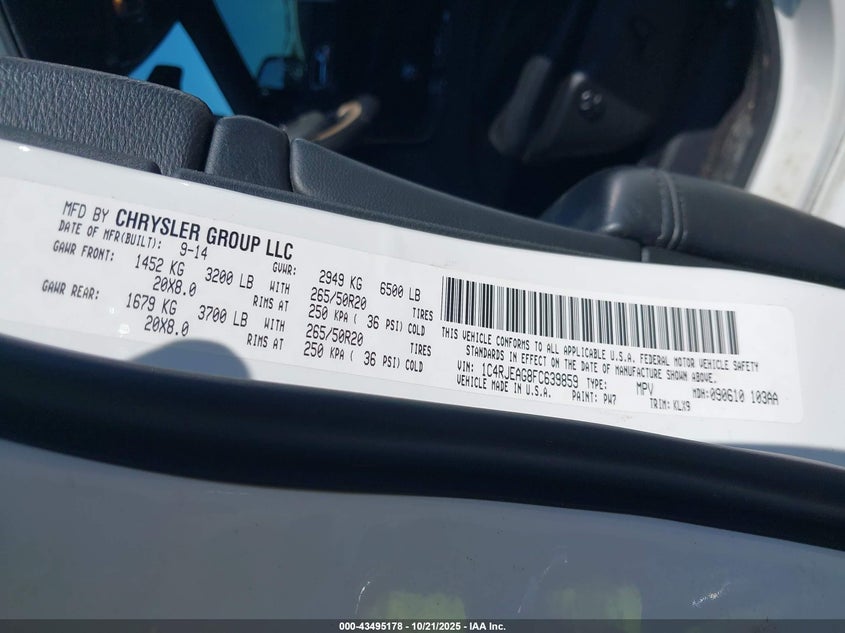 MFD BY CHRYSLER GROUP LLC
DATE OF MFR(BUILT): 9-14 GVWR: 2949 KG 6500 LB
GAWR FRONT: 1452 KG 3200 LB WITH 265/50R20 TIRES
20X8.0 RIMS AT 250 KPA ( 36 PSI) COLD
GAWR REAR: 1679 KG 3700 LB WITH 265/50R20 TIRES
20X8.0 RIMS AT 250 KPA ( 36 PSI) COLD
THIS VEHICLE CONFORMS TO ALL APPLICABLE U.S.A. FEDERAL MOTOR VEHICLE SAFETY
STANDARDS IN EFFECT ON THE DATE OF MANUFACTURE SHOWN ABOVE.
VIN: 1C4RJEAG8FC639859 TYPE: MPV MDH: 090610 103AA
VEHICLE MADE IN U.S.A. PAINT: PW7 TRIM: KLX9
000-43495178 - 10/21/2025 - IAA Inc.